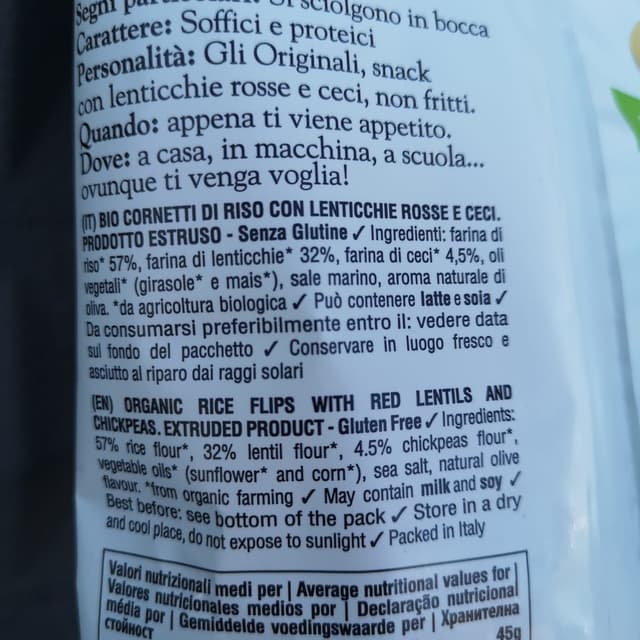 Segni Si sciolgono in bocca
Carattere: Soffici e proteici
Personalità: Gli Originali, snack
con lenticchie rosse e ceci, non fritti.
Quando: appena ti viene appetito.
Dove: a casa, in macchina, a scuola...
ovunque ti venga voglia!
(IT) BIO CORNETTI DI RISO CON LENTICCHIE ROSSE E CECI.
PRODOTTO ESTRUSO - Senza Glutine ✓ Ingredienti: farina di
riso* 57%, farina di lenticchie* 32%, farina di ceci* 4,5%, oli
vegetali* (girasole* e mais*), sale marino, aroma naturale di
oliva. *da agricoltura biologica ✓ Può contenere latte e soia ✓
Da consumarsi preferibilmente entro il: vedere data
sul fondo del pacchetto ✓ Conservare in luogo fresco e
asciutto al riparo dai raggi solari
(EN) ORGANIC RICE FLIPS WITH RED LENTILS AND
CHICKPEAS. EXTRUDED PRODUCT - Gluten Free ✓ Ingredients:
57% rice flour*, 32% lentil flour*, 4.5% chickpeas flour*,
vegetable oils* (sunflower* and corn*), sea salt, natural olive
flavour. *from organic farming ✓ May contain milk and soy ✓
Best before: see bottom of the pack ✓ Store in a dry
and cool place, do not expose to sunlight ✓ Packed in Italy
Valori nutrizionali medi per | Average nutritional values for |
Valores nutricionales medios por | Declaração nutricional
média por | Gemiddelde voedingswaarde per | Хранителна
стойност
45g